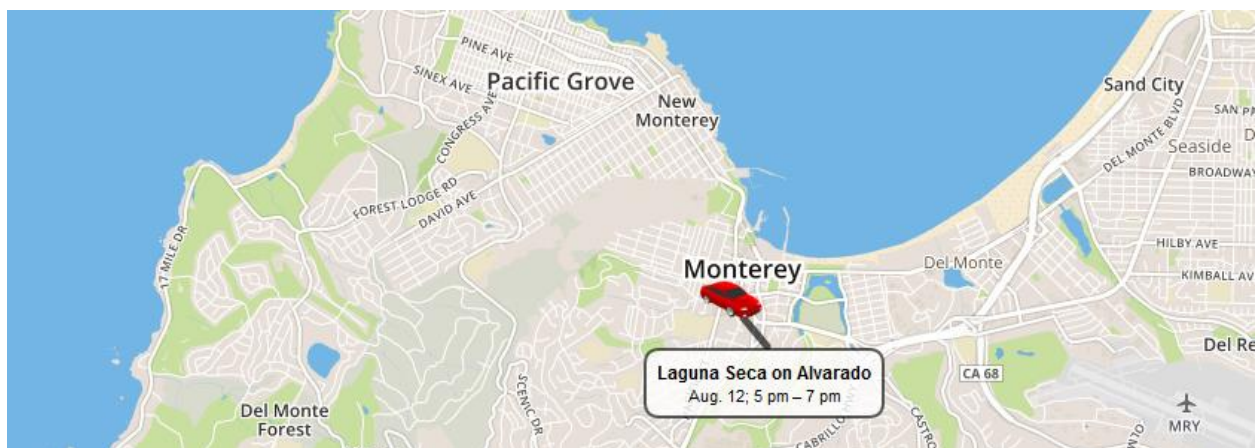 PINE AVE
SINEX AVE
Pacific Grove
CONGRESS AVE
New
Monterey
FOREST LODGE RD
DAVID AVE
17 MILE DR
Sand City
SAN
DEL MONTE BLVD
Seaside
BROADWAY
HILBY AVE
KIMBALL AV
Monterey
Del Monte
Del Re
CA 68
MRY
Laguna Seca on Alvarado
Aug. 12; 5 pm – 7 pm
SCENIC DR
Del Monte
Forest
CABRILLO
CASTRO